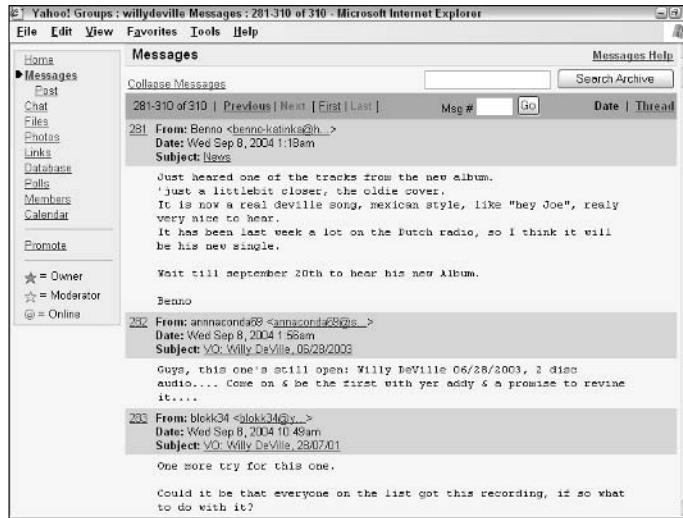 Yahoo! Groups : willydeville Messages : 281-310 of 310 - Microsoft Internet Explorer
File Edit View Favorites Tools Help
Home
Messages
Post
Chat
Files
Photos
Links
Database
Polls
Members
Calendar
Promote
= Owner
= Moderator
= Online
Messages
Messages Help
Collapse Messages
Search Archive
281-310 of 310 | Previous | Next [ First | Last ]
Msg # Go
Date | Thread
281 From: Benno <benno-katinka@h...>
Date: Wed Sep 8, 2004 1:18am
Subject: News
Just heared one of the tracks from the new album.
'just a littlebit closer, the oldie cover.
It is now a real deville song, mexican style, like "hey Joe", realy
very nice to hear.
It has been last week a lot on the Dutch radio, so I think it will
be his new single.
Wait till september 20th to hear his new Album.
Benno
282 From: annnaconda69 <annaconda69@s...>
Date: Wed Sep 8, 2004 1:56am
Subject: VO: Willy DeVille, 06/28/2003
Guys, this one's still open: Willy DeVille 06/28/2003, 2 disc
audio.... Come on & be the first with yer addy & a promise to revine
it....
283 From: blokk34 <blokk34@y...>
Date: Wed Sep 8, 2004 10:49am
Subject: VO: Willy DeVille, 28/07/01
One more try for this one.
Could it be that everyone on the list got this recording, if so what
to do with it?